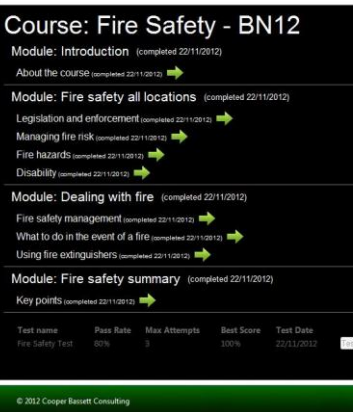 Course: Fire Safety - BN12
Module: Introduction (completed 22/11/2012)
About the course (completed 22/11/2012)
Module: Fire safety all locations (completed 22/11/2012)
Legislation and enforcement (completed 22/11/2012)
Managing fire risk (completed 22/11/2012)
Fire hazards (completed 22/11/2012)
Disability (completed 22/11/2012)
Module: Dealing with fire (completed 22/11/2012)
Fire safety management (completed 22/11/2012)
What to do in the event of a fire (completed 22/11/2012)
Using fire extinguishers (completed 22/11/2012)
Module: Fire safety summary (completed 22/11/2012)
Key points (completed 22/11/2012)
Test name Pass Rate Max Attempts Best Score Test Date
Fire Safety Test 80% 3 100% 22/11/2012
© 2012 Cooper Bassett Consulting